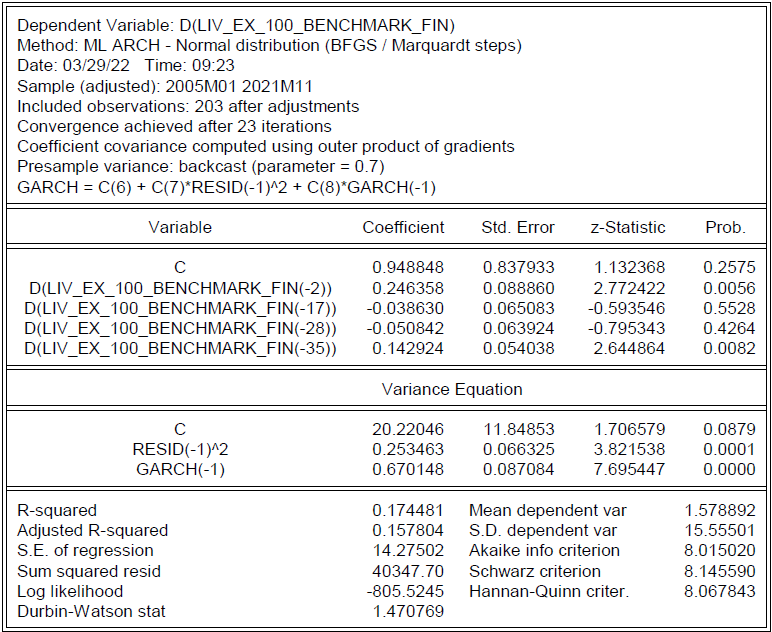 Dependent Variable: D(LIV_EX_100_BENCHMARK_FIN)
Method: ML ARCH - Normal distribution (BFGS / Marquardt steps)
Date: 03/29/22 Time: 09:23
Sample (adjusted): 2005M01 2021M11
Included observations: 203 after adjustments
Convergence achieved after 23 iterations
Coefficient covariance computed using outer product of gradients
Presample variance: backcast (parameter = 0.7)
GARCH = C(6) + C(7)*RESID(-1)^2 + C(8)*GARCH(-1)
Variable Coefficient Std. Error z-Statistic Prob.
C 0.948848 0.837933 1.132368 0.2575
D(LIV_EX_100_BENCHMARK_FIN(-2)) 0.246358 0.088860 2.772422 0.0056
D(LIV_EX_100_BENCHMARK_FIN(-17)) -0.038630 0.065083 -0.593546 0.5528
D(LIV_EX_100_BENCHMARK_FIN(-28)) -0.050842 0.063924 -0.795343 0.4264
D(LIV_EX_100_BENCHMARK_FIN(-35)) 0.142924 0.054038 2.644864 0.0082
Variance Equation
C 20.22046 11.84853 1.706579 0.0879
RESID(-1)^2 0.253463 0.066325 3.821538 0.0001
GARCH(-1) 0.670148 0.087084 7.695447 0.0000
R-squared 0.174481 Mean dependent var 1.578892
Adjusted R-squared 0.157804 S.D. dependent var 15.55501
S.E. of regression 14.27502 Akaike info criterion 8.015020
Sum squared resid 40347.70 Schwarz criterion 8.145590
Log likelihood -805.5245 Hannan-Quinn criter. 8.067843
Durbin-Watson stat 1.470769